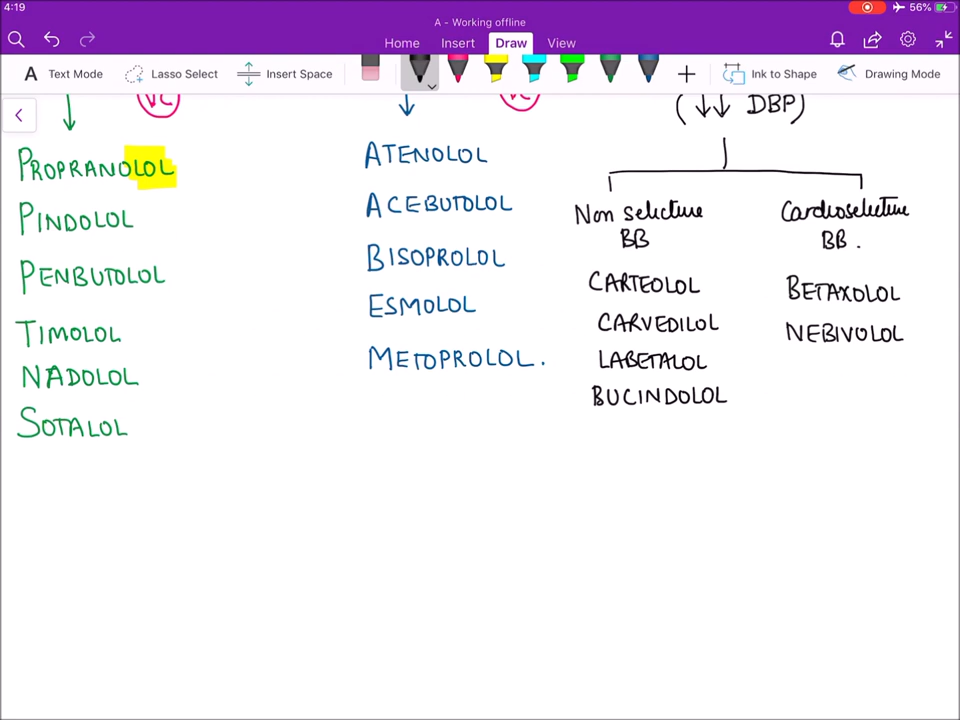 4:19
56%
A - Working offline
Home
Insert
Draw
View
Text Mode
Lasso Select
Insert Space
Ink to Shape
Drawing Mode
VC
VC
(↓↓ DBP)
PROPRANOLOL
PINDOLOL
PENBUTOLOL
TIMOLOL
NADOLOL
SOTALOL
ATENOLOL
ACEBUTOLOL
BISOPROLOL
ESMOLOL
METOPROLOL.
Non selective
BB
CARTEOLOL
CARVEDILOL
LABETALOL
BUCINDOLOL
Cardioselective
BB.
BETAXOLOL
NEBIVOLOL